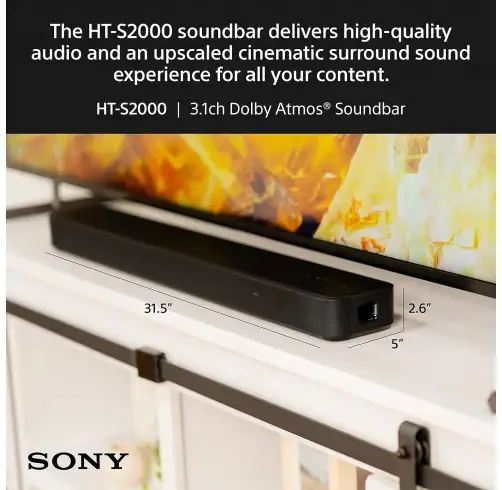 The HT-S2000 soundbar delivers high-quality
audio and an upscaled cinematic surround sound
experience for all your content.
HT-S2000 | 3.1ch Dolby Atmos® Soundbar
31.5"
2.6"
5"
SONY